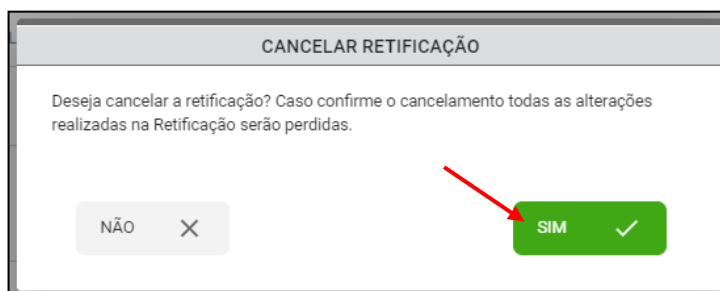 CANCELAR RETIFICAÇÃO
Deseja cancelar a retificação? Caso confirme o cancelamento todas as alterações
realizadas na Retificação serão perdidas.
NÃO
SIM